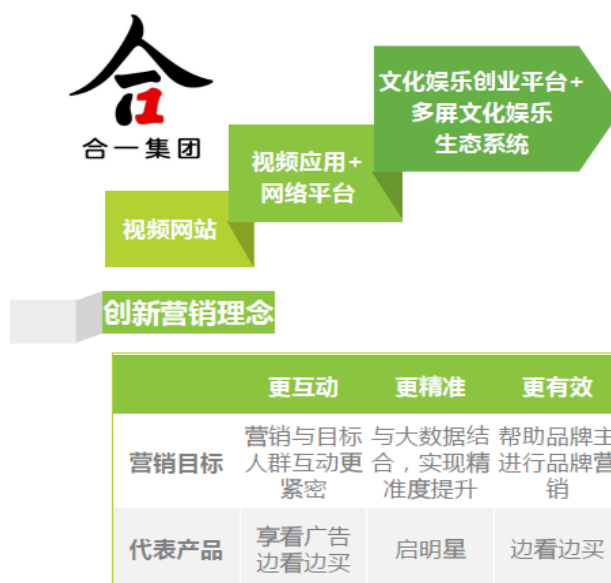 合一集团
文化娱乐创业平台+
多屏文化娱乐
生态系统
视频应用+
网络平台
视频网站
创新营销理念
更互动 更精准 更有效
营销目标
营销与目标
人群互动更
紧密
与大数据结
合，实现精
准度提升
帮助品牌主
进行品牌营
销
代表产品
享看广告
边看边买
启明星
边看边买